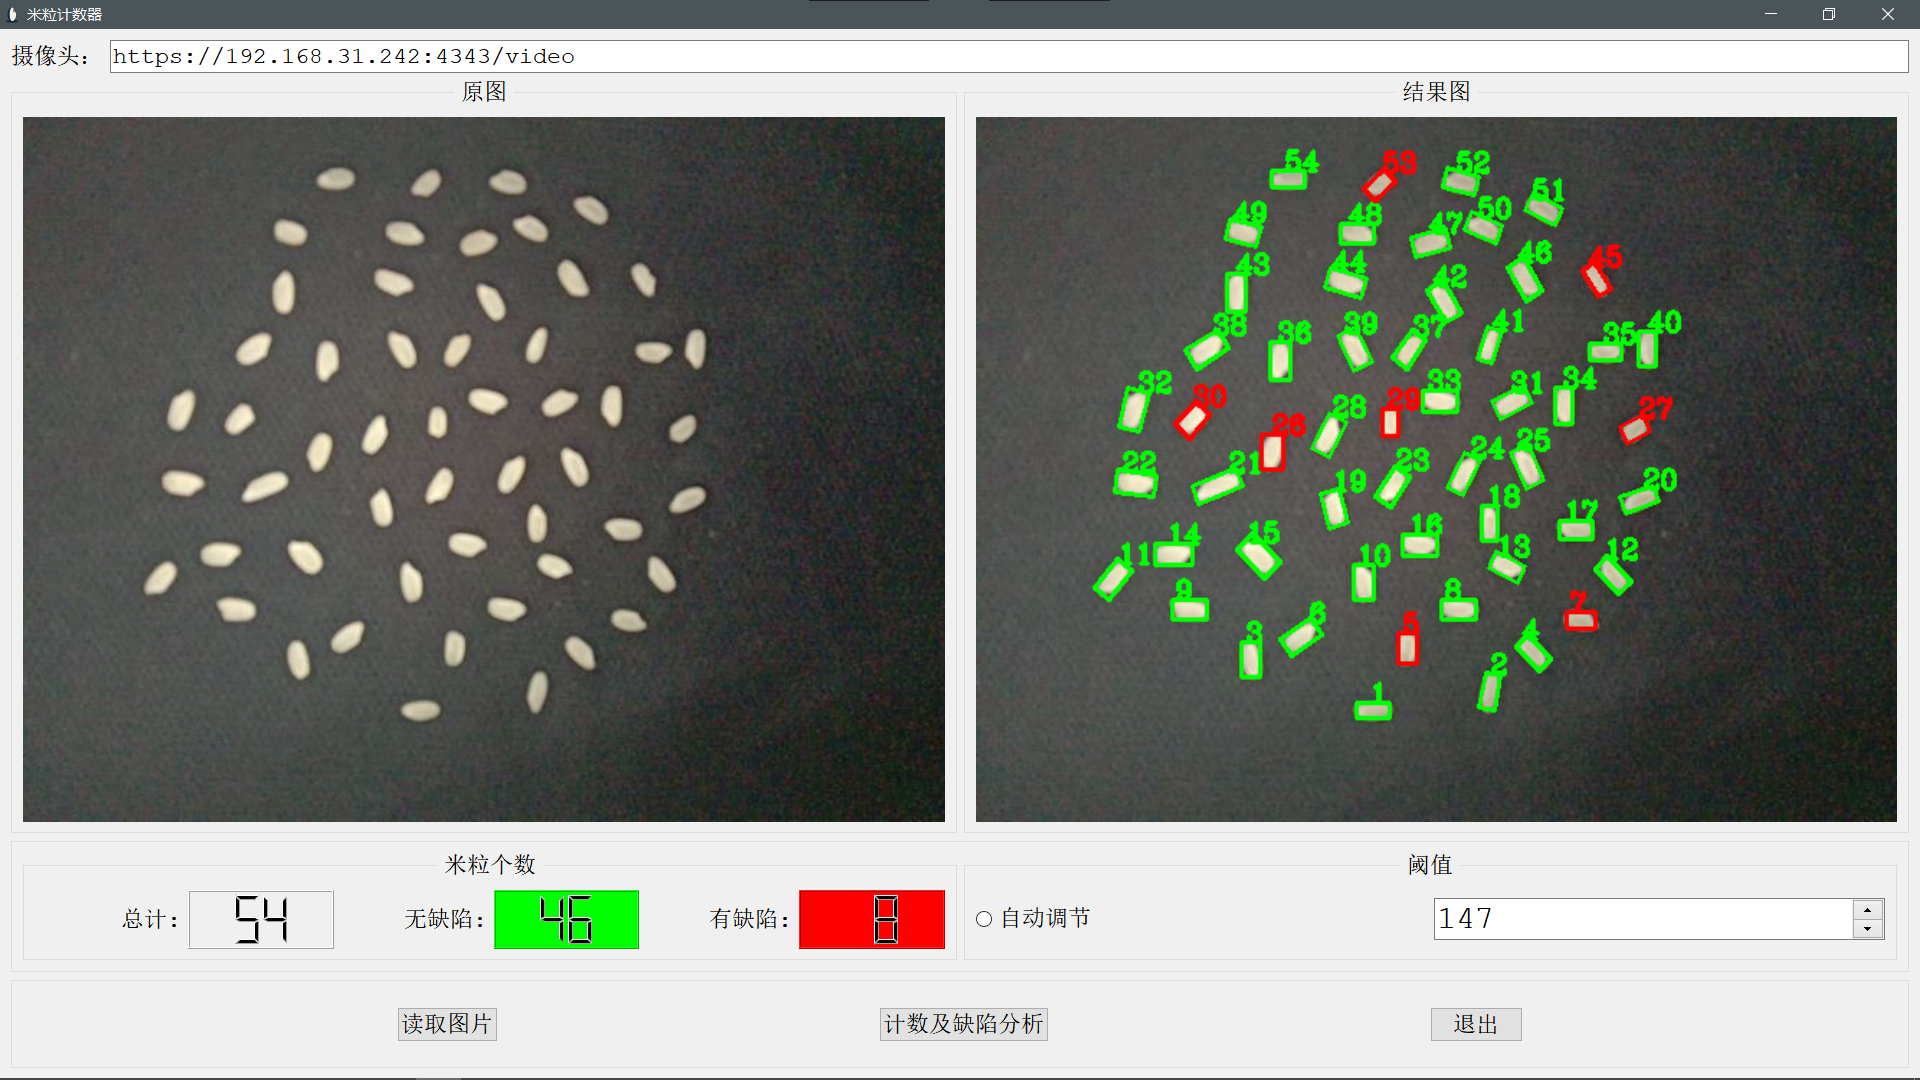 米粒计数器
摄像头： https://192.168.31.242:4343/video
原图
结果图
54 53 52
51
49 48 47 50
43 44 42 46 45
38 36 39 37 41 35 40
32 30 26 28 29 33 31 34 27
22 21 19 23 24 25 20
11 14 15 10 16 18 13 17 12
9 8 7
3 6 5 4
1 2
米粒个数
总计： 54 无缺陷： 46 有缺陷： 8
阈值
自动调节 147
读取图片 计数及缺陷分析 退出